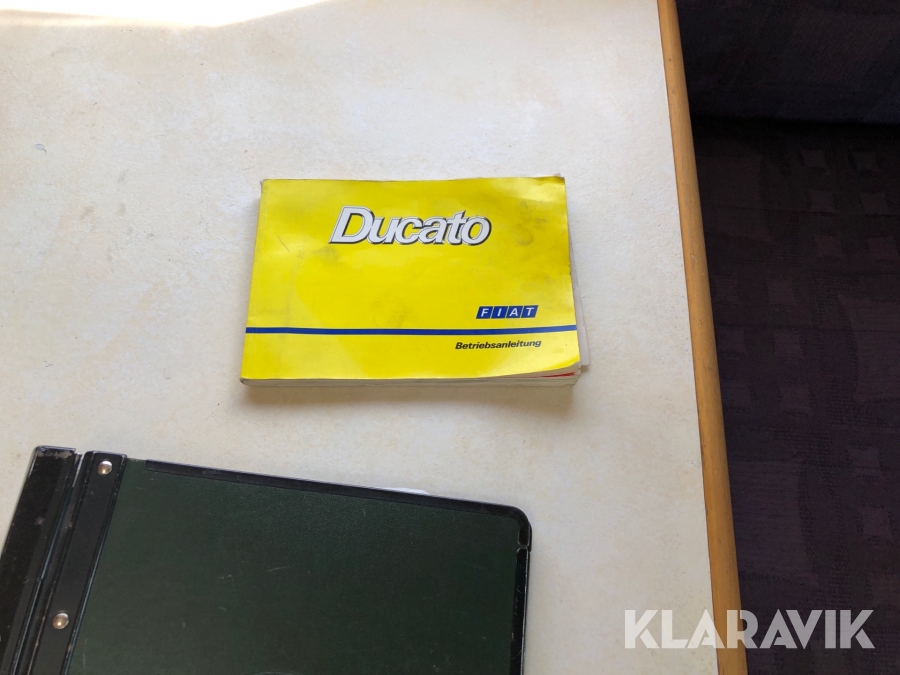 Ducato
FIAT
Betriebsanleitung
KLARAVIK